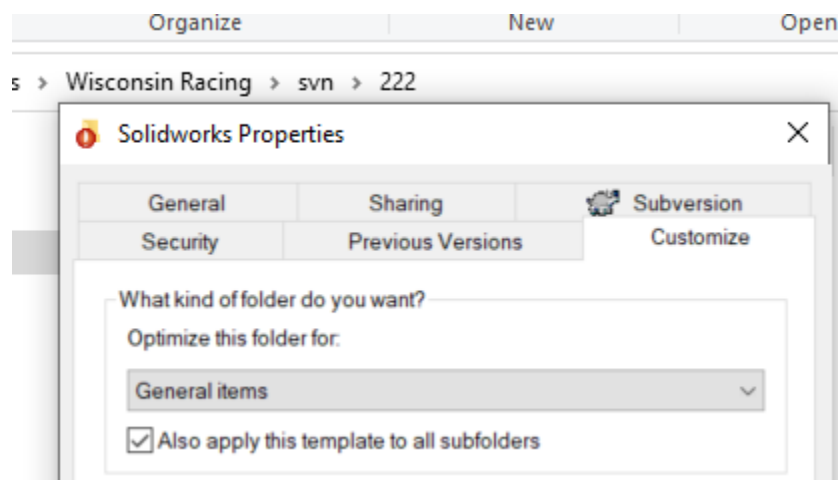 Organize New Open
s > Wisconsin Racing > svn > 222
Solidworks Properties
General Sharing Subversion
Security Previous Versions Customize
What kind of folder do you want?
Optimize this folder for:
General items
Also apply this template to all subfolders